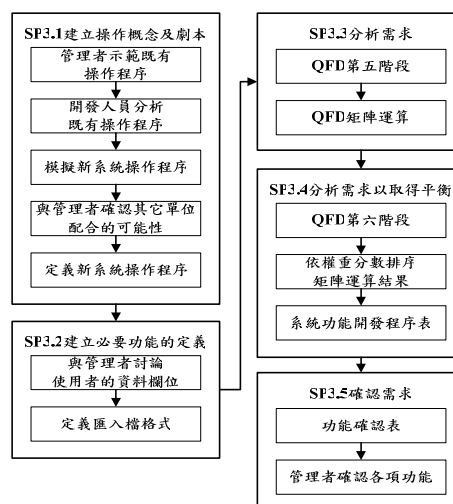 SP3.1建立操作概念及劇本
管理者示範既有
操作程序
開發人員分析
既有操作程序
模擬新系統操作程序
與管理者確認其它單位
配合的可能性
定義新系統操作程序
SP3.2建立必要功能的定義
與管理者討論
使用者的資料欄位
定義匯入檔格式
SP3.3分析需求
QFD第五階段
QFD矩陣運算
SP3.4分析需求以取得平衡
QFD第六階段
依權重分數排序
矩陣運算結果
系統功能開發程序表
SP3.5確認需求
功能確認表
管理者確認各項功能